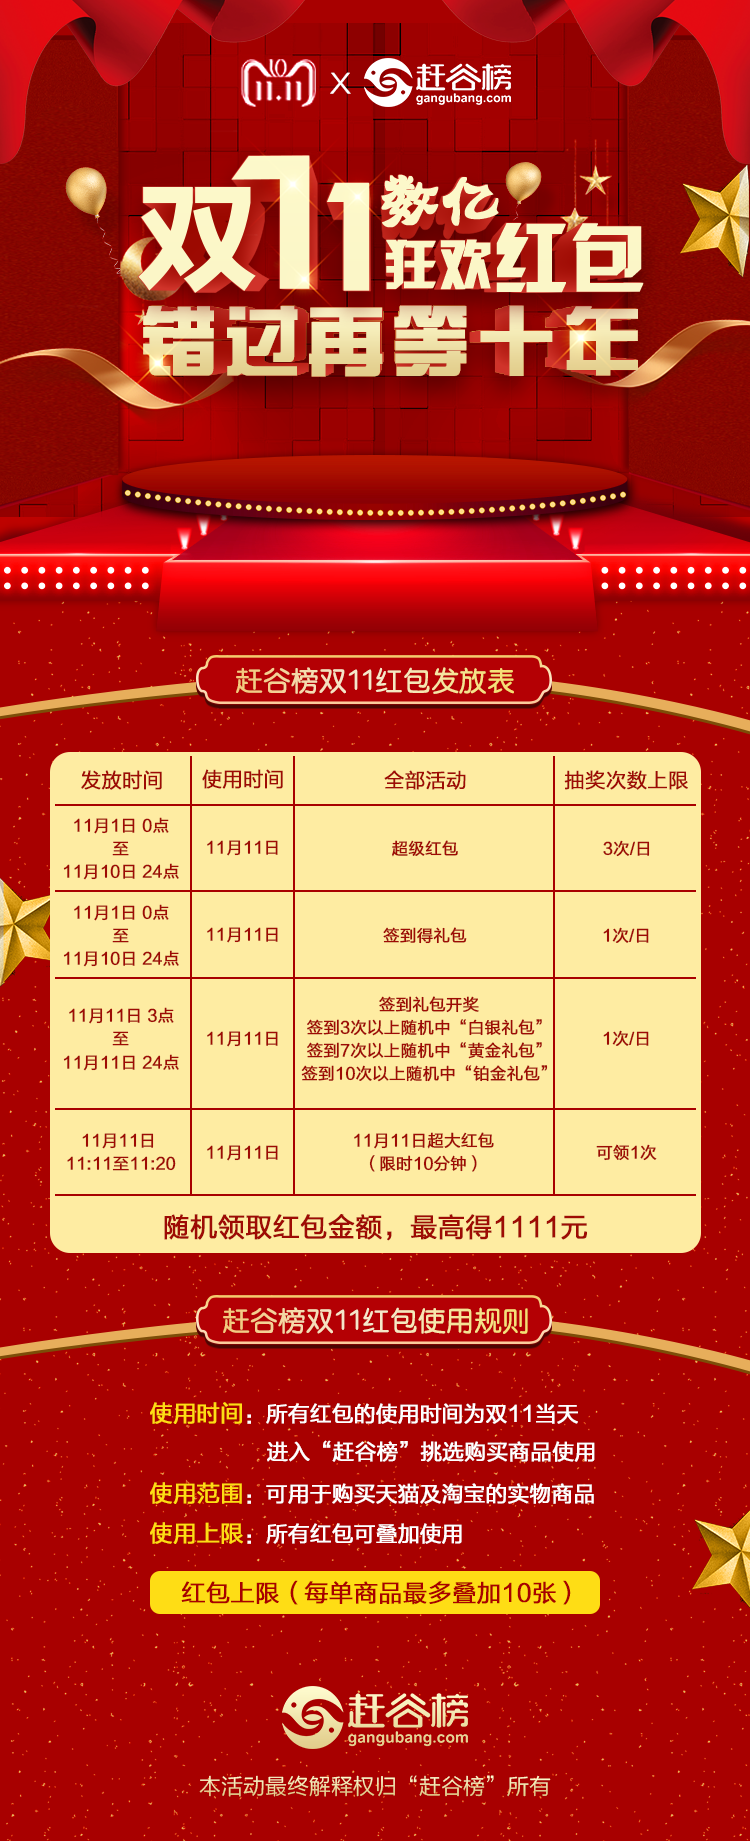 10
11.11
X
赶谷榜
gangubang.com
双11数亿狂欢红包
错过再等十年
赶谷榜双11红包发放表
发放时间 使用时间 全部活动 抽奖次数上限
11月1日 0点
至
11月10日 24点
11月11日
超级红包
3次/日
11月1日 0点
至
11月10日 24点
11月11日
签到得礼包
1次/日
11月11日 3点
至
11月11日 24点
11月11日
签到礼包开奖
签到3次以上随机中“白银礼包”
签到7次以上随机中“黄金礼包”
签到10次以上随机中“铂金礼包”
1次/日
11月11日
11:11至11:20
11月11日
11月11日超大红包
（限时10分钟）
可领1次
随机领取红包金额，最高得1111元
赶谷榜双11红包使用规则
使用时间：所有红包的使用时间为双11当天
进入“赶谷榜”挑选购买商品使用
使用范围：可用于购买天猫及淘宝的实物商品
使用上限：所有红包可叠加使用
红包上限（每单商品最多叠加10张）
赶谷榜
gangubang.com
本活动最终解释权归“赶谷榜”所有